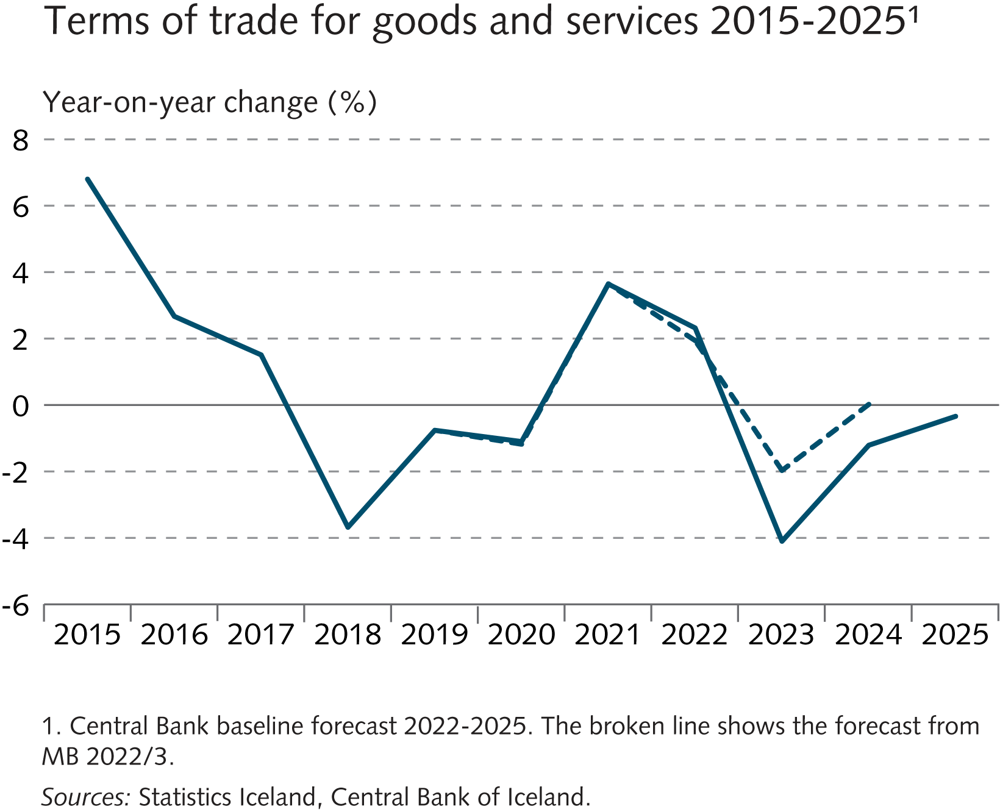 Terms of trade for goods and services 2015-2025¹
Year-on-year change (%)
8
6
4
2
0
-2
-4
-6
2015 2016 2017 2018 2019 2020 2021 2022 2023 2024 2025
1. Central Bank baseline forecast 2022-2025. The broken line shows the forecast from
MB 2022/3.
Sources: Statistics Iceland, Central Bank of Iceland.